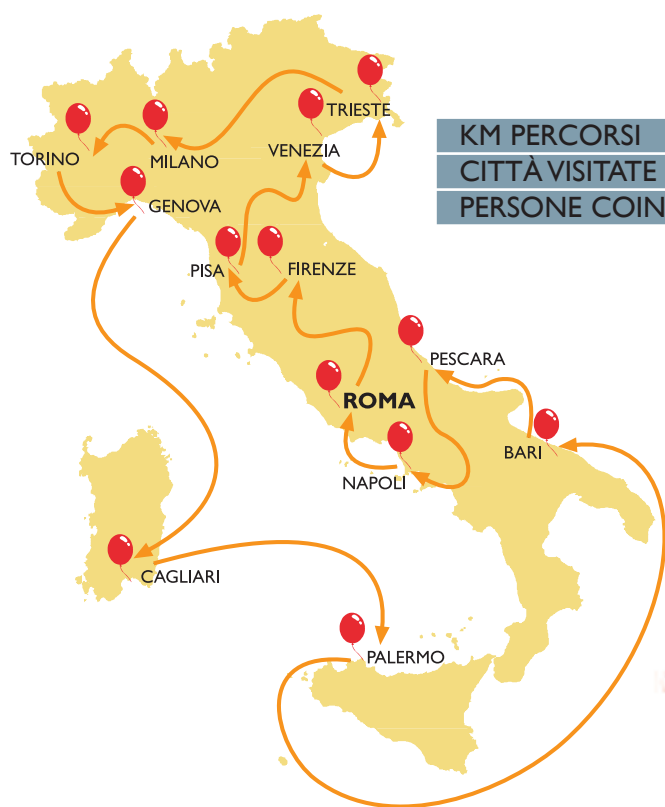 TRIESTE
TORINO
MILANO
VENEZIA
GENOVA
PISA
FIRENZE
PESCARA
ROMA
BARI
NAPOLI
CAGLIARI
PALERMO
KM PERCORSI
CITTÀ VISITATE
PERSONE COIN